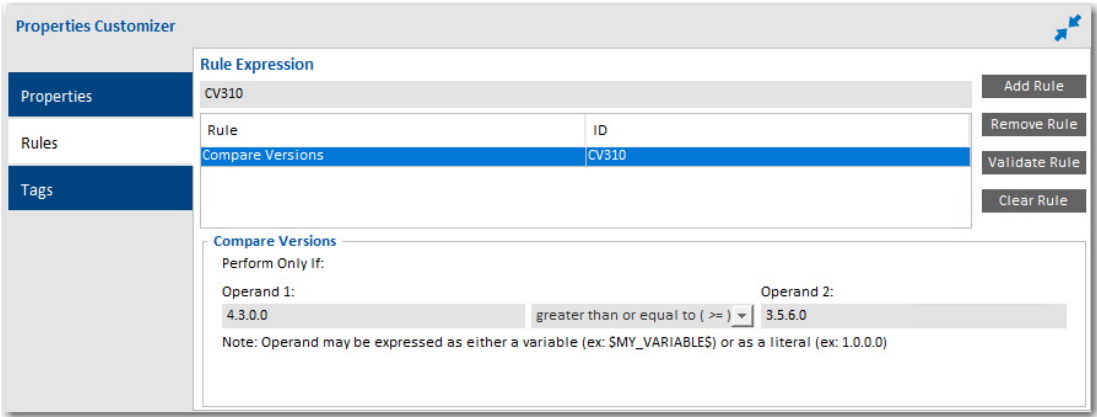 Properties Customizer
Properties
Rules
Tags
Rule Expression
CV310
Rule ID
Compare Versions CV310
Add Rule
Remove Rule
Validate Rule
Clear Rule
Compare Versions
Perform Only If:
Operand 1: Operand 2:
4.3.0.0 greater than or equal to ( >= ) 3.5.6.0
Note: Operand may be expressed as either a variable (ex: $MY_VARIABLE$) or as a literal (ex: 1.0.0.0)